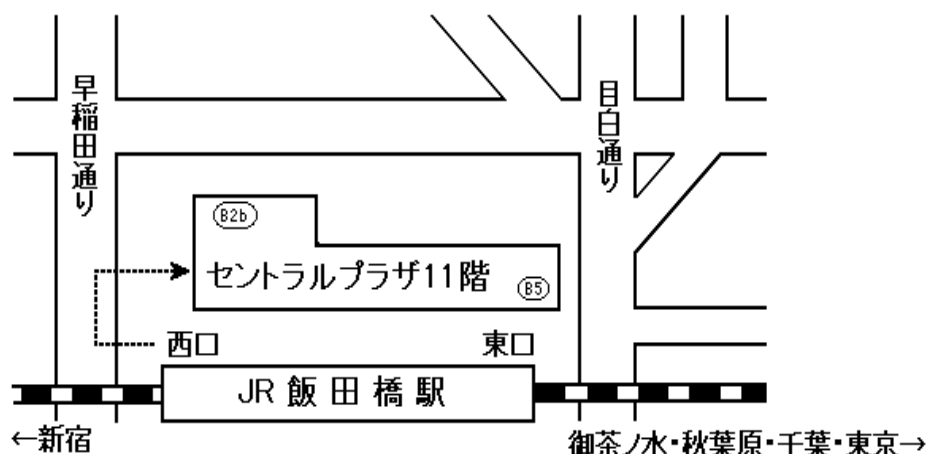 早稲田通り
目白通り
B2b
セントラルプラザ11階
B5
西口
東口
JR飯田橋駅
←新宿
御茶ノ水・秋葉原・千葉・東京→